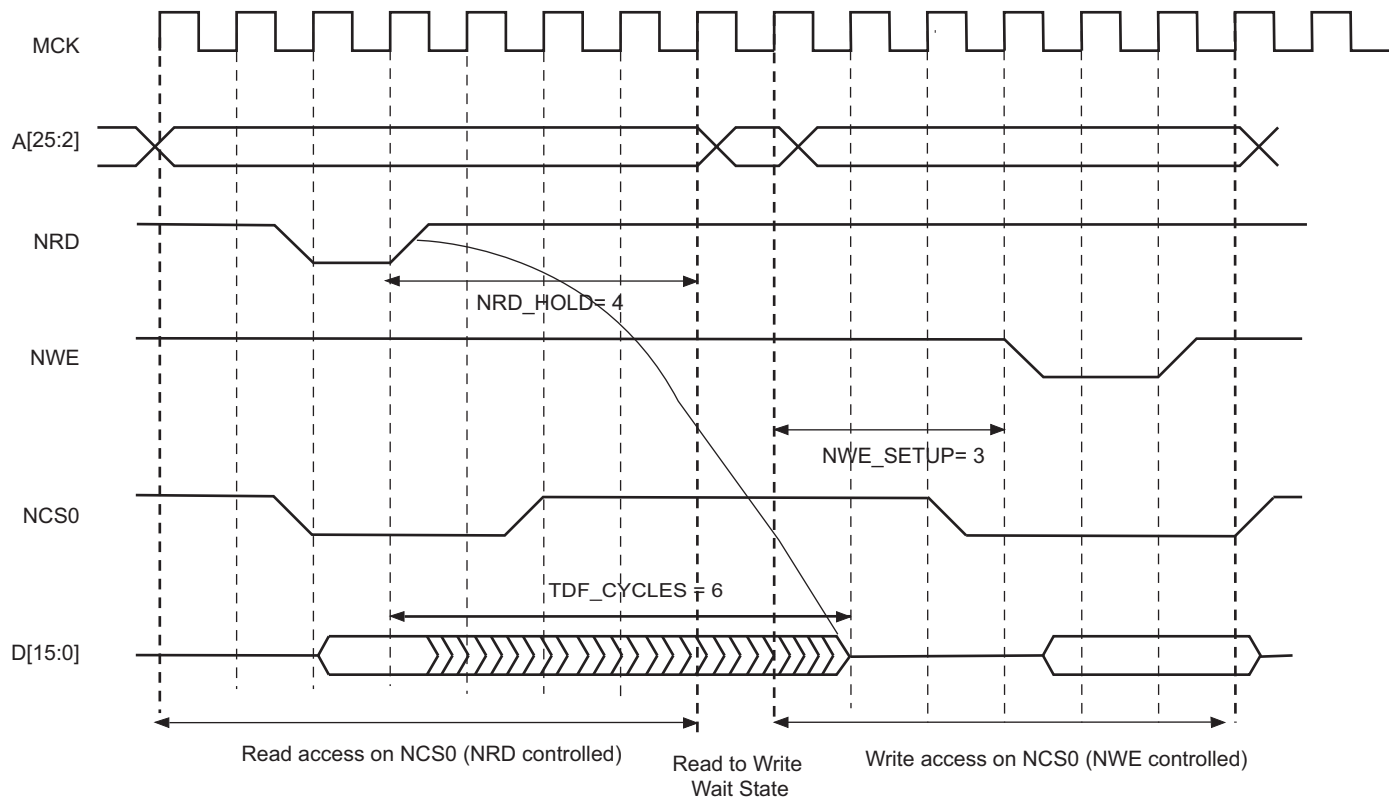 MCK
A[25:2]
NRD
NRD_HOLD= 4
NWE
NWE_SETUP= 3
NCS0
TDF_CYCLES = 6
D[15:0]
Read access on NCS0 (NRD controlled)
Read to Write
Wait State
Write access on NCS0 (NWE controlled)